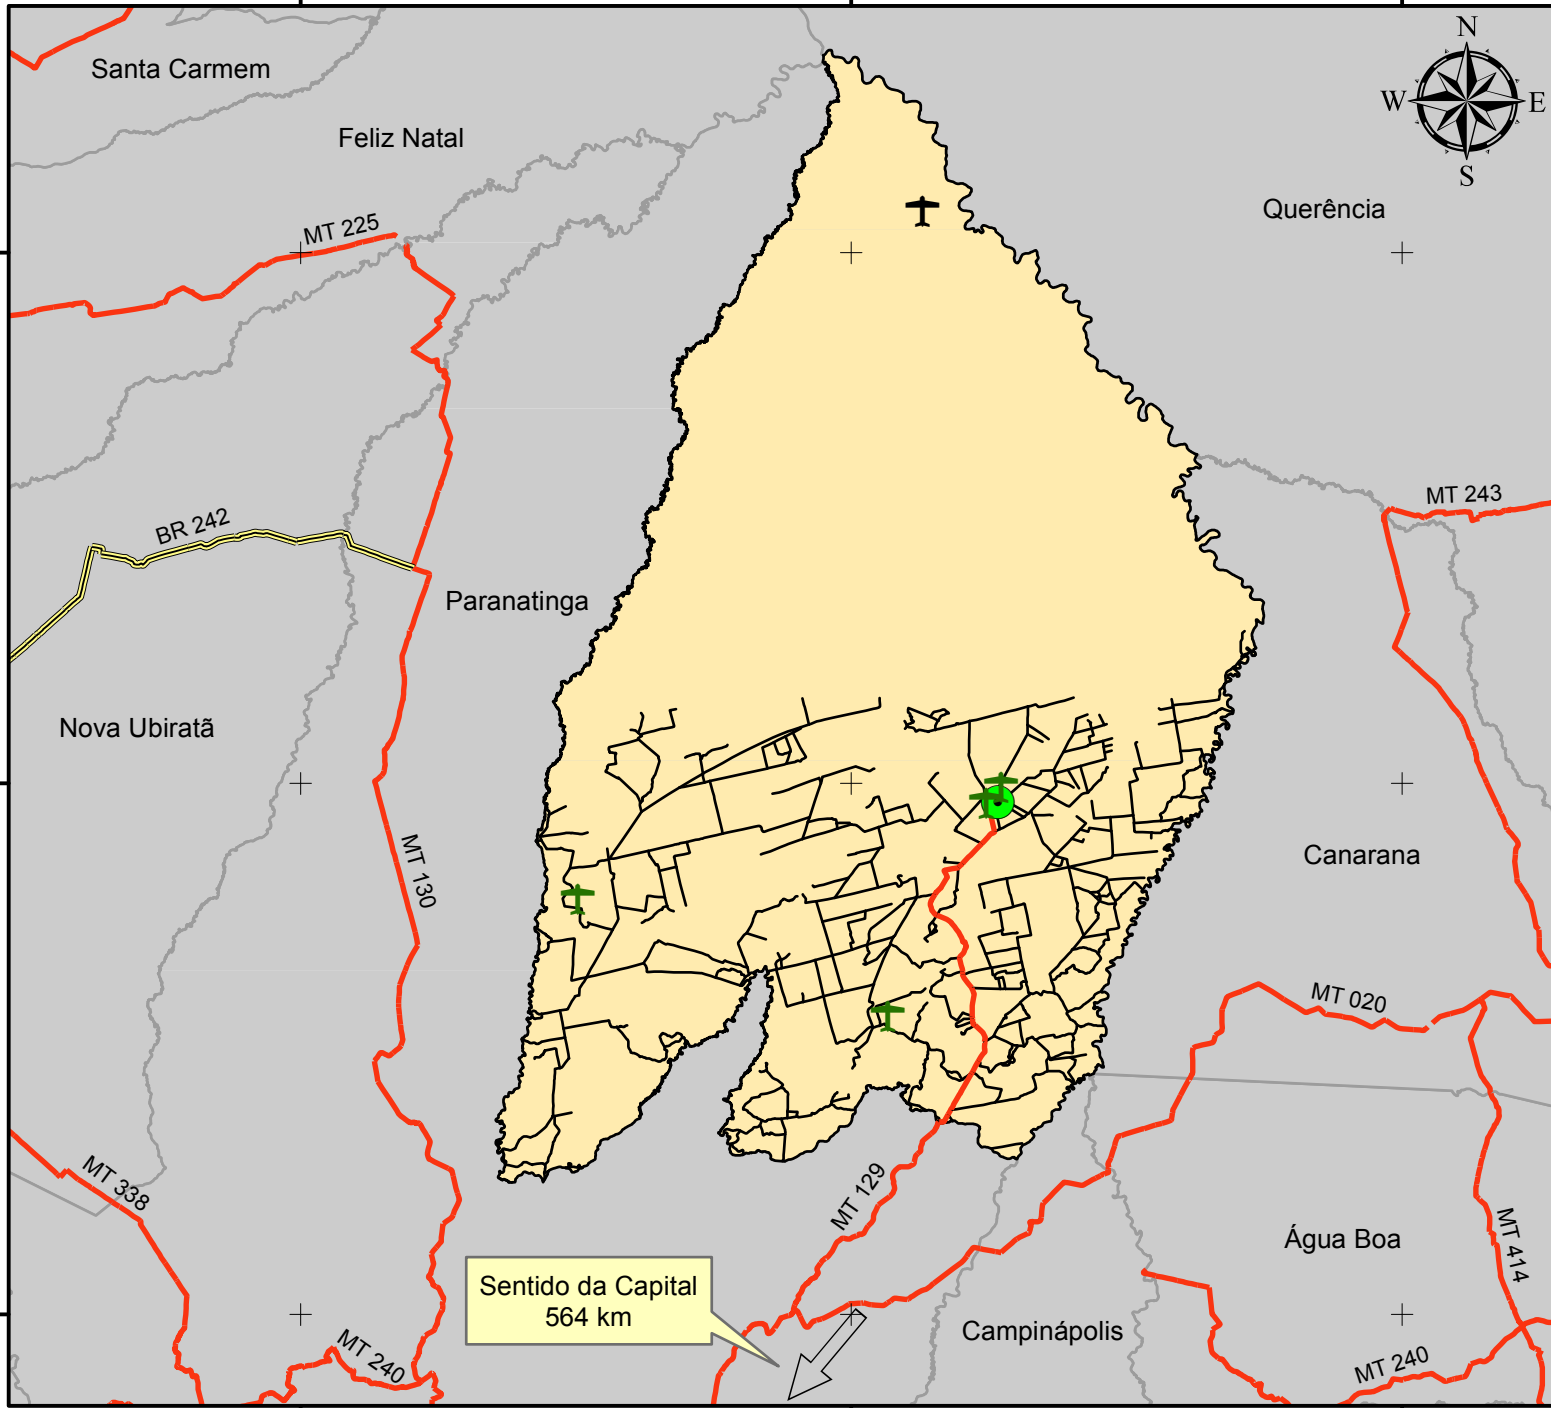 N
Santa Carmem
W
E
Feliz Natal
S
Querência
MT 225
MT 243
BR 242
Paranatinga
Nova Ubiratã
Canarana
MT 130
MT 020
MT 338
MT 129
MT 414
Água Boa
Sentido da Capital
564 km
Campinápolis
MT 240
MT 240